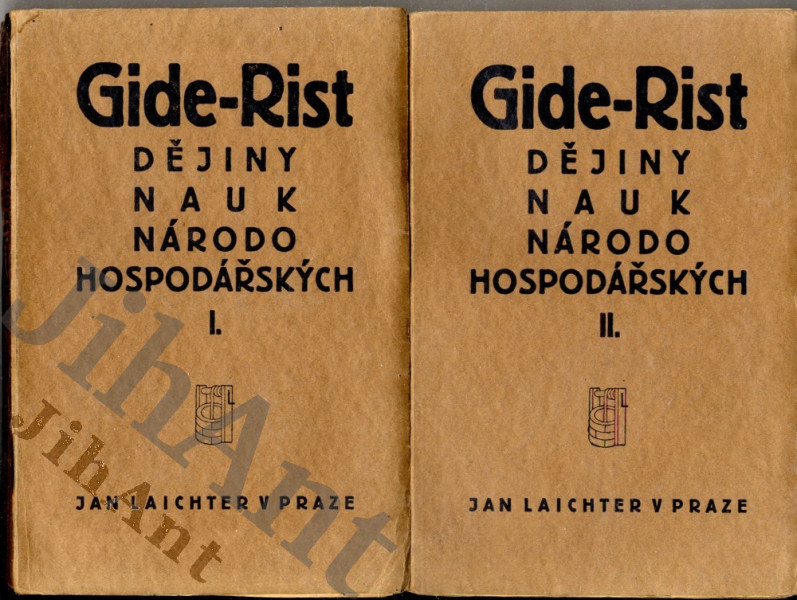 Gide-Rist
DĚJINY
NAUK
NÁRODO
HOSPODÁŘSKÝCH
I.
JAN LAICHTER V PRAZE
Gide-Rist
DĚJINY
NAUK
NÁRODO
HOSPODÁŘSKÝCH
II.
JAN LAICHTER V PRAZE
JihAnt
JihAnt